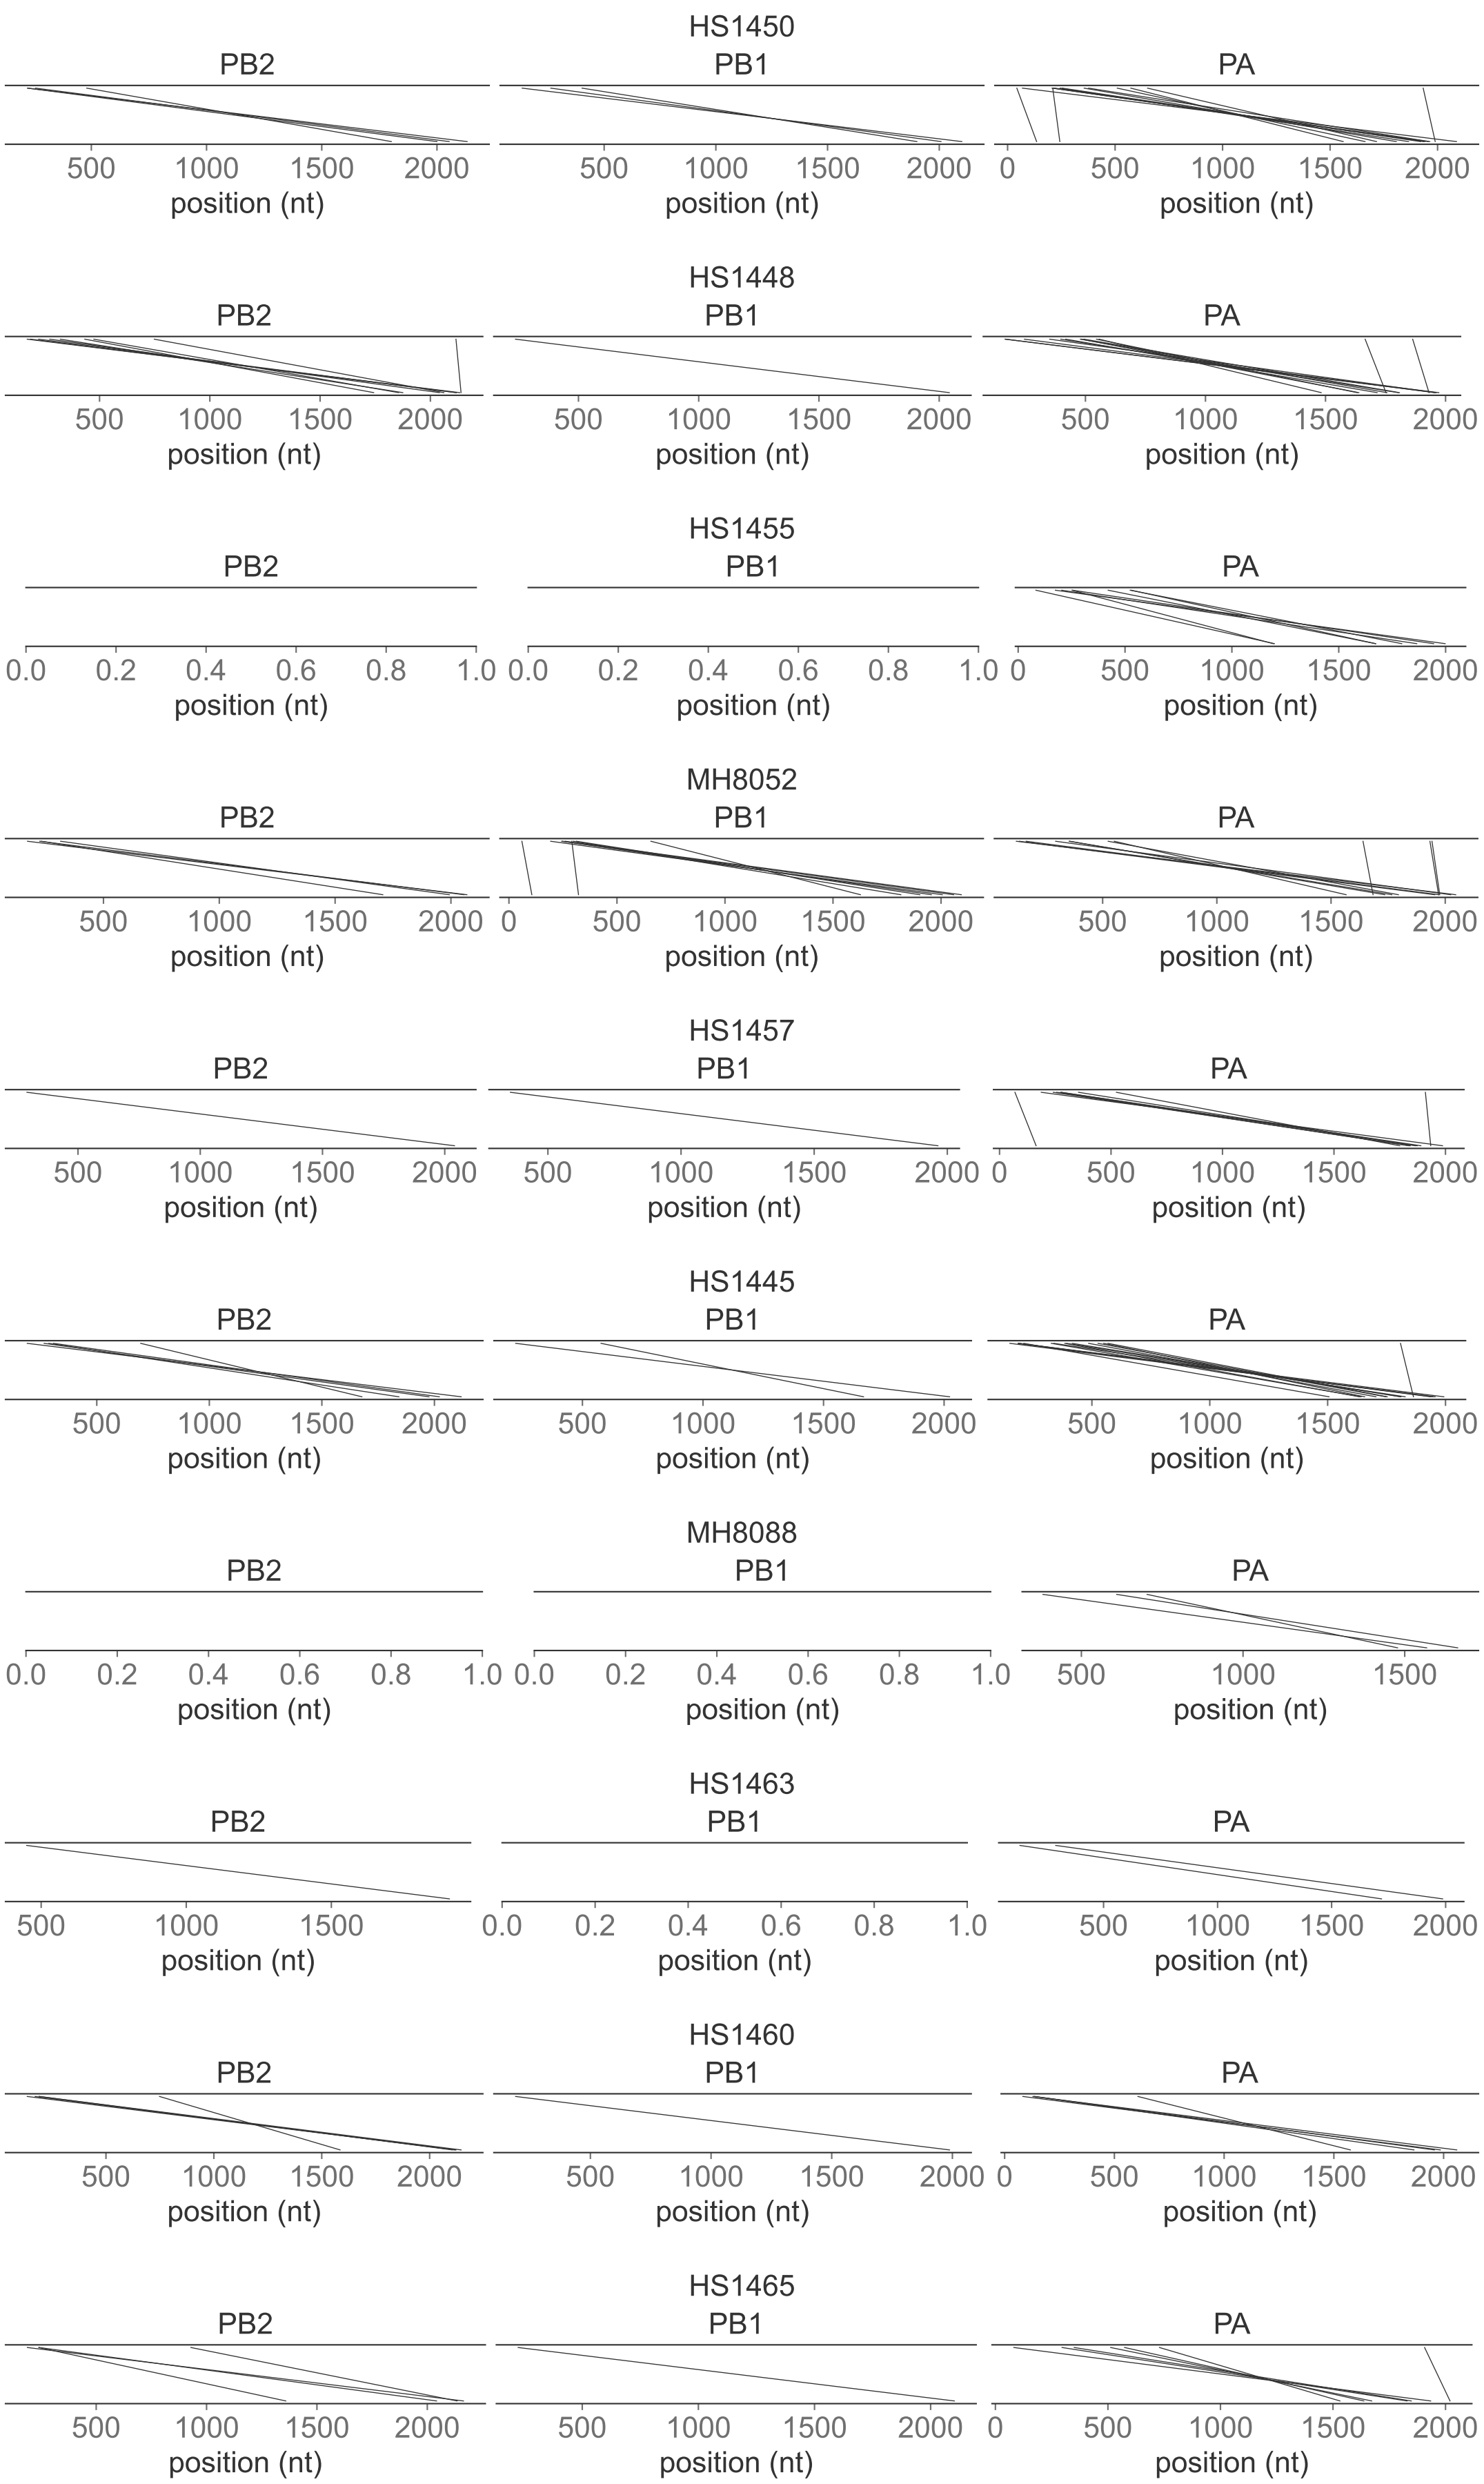 HS1450
PB2 PB1 PA
500 1000 1500 2000 500 1000 1500 2000 0 500 1000 1500 2000
position (nt) position (nt) position (nt)
HS1448
PB2 PB1 PA
500 1000 1500 2000 500 1000 1500 2000 500 1000 1500 2000
position (nt) position (nt) position (nt)
HS1455
PB2 PB1 PA
0.0 0.2 0.4 0.6 0.8 1.0 0.0 0.2 0.4 0.6 0.8 1.0 0 500 1000 1500 2000
position (nt) position (nt) position (nt)
MH8052
PB2 PB1 PA
500 1000 1500 2000 0 500 1000 1500 2000 500 1000 1500 2000
position (nt) position (nt) position (nt)
HS1457
PB2 PB1 PA
500 1000 1500 2000 500 1000 1500 2000 0 500 1000 1500 2000
position (nt) position (nt) position (nt)
HS1445
PB2 PB1 PA
500 1000 1500 2000 500 1000 1500 2000 500 1000 1500 2000
position (nt) position (nt) position (nt)
MH8088
PB2 PB1 PA
0.0 0.2 0.4 0.6 0.8 1.0 0.0 0.2 0.4 0.6 0.8 1.0 500 1000 1500
position (nt) position (nt) position (nt)
HS1463
PB2 PB1 PA
500 1000 1500 0.0 0.2 0.4 0.6 0.8 1.0 500 1000 1500 2000
position (nt) position (nt) position (nt)
HS1460
PB2 PB1 PA
500 1000 1500 2000 500 1000 1500 2000 0 500 1000 1500 2000
position (nt) position (nt) position (nt)
HS1465
PB2 PB1 PA
500 1000 1500 2000 500 1000 1500 2000 0 500 1000 1500 2000
position (nt) position (nt) position (nt)